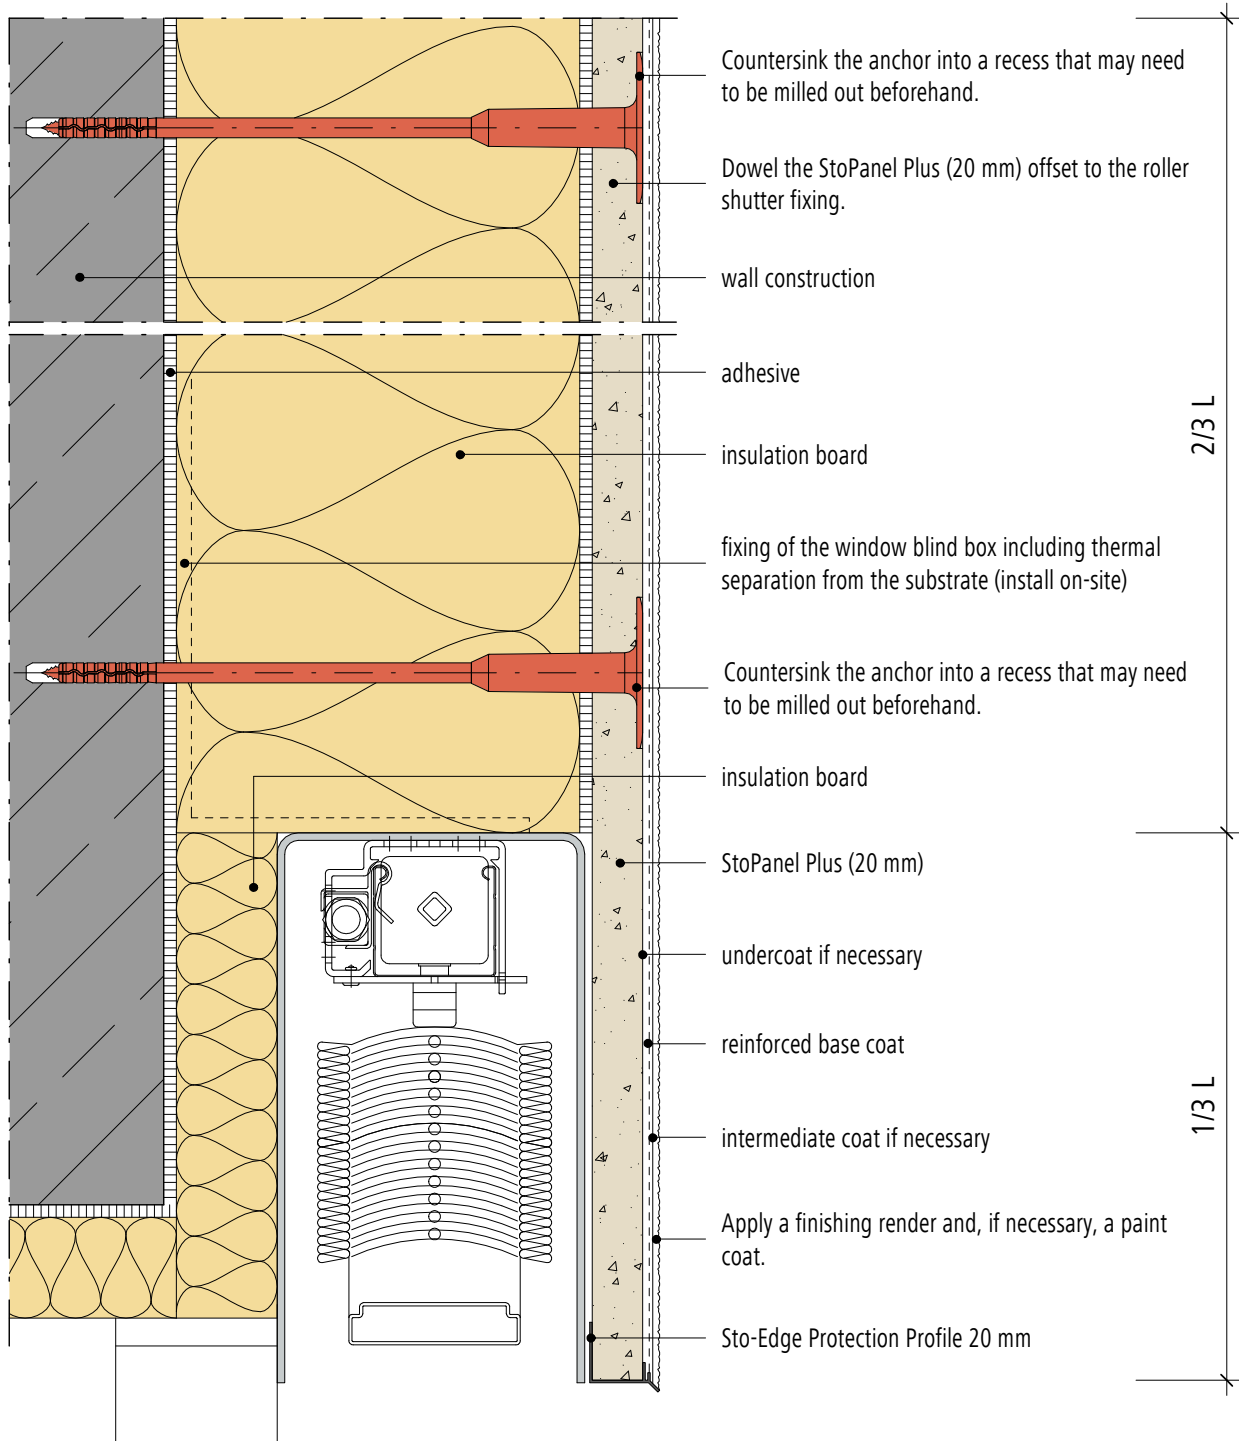 Countersink the anchor into a recess that may need
to be milled out beforehand.
Dowel the StoPanel Plus (20 mm) offset to the roller
shutter fixing.
wall construction
adhesive
2/3 L
insulation board
fixing of the window blind box including thermal
separation from the substrate (install on-site)
Countersink the anchor into a recess that may need
to be milled out beforehand.
insulation board
StoPanel Plus (20 mm)
undercoat if necessary
reinforced base coat
1/3 L
intermediate coat if necessary
Apply a finishing render and, if necessary, a paint
coat.
Sto-Edge Protection Profile 20 mm